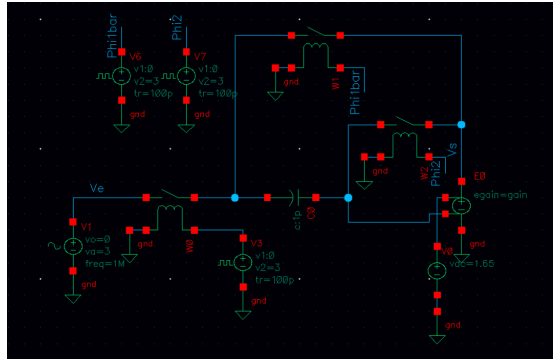 Phi1bar
V6
v1:0
v2=3
tr=100p
gnd
Phi2
V7
v1:0
v2=3
tr=100p
gnd
gnd
W1
Phi1bar
gnd
W2
Phi2
Vs
E0
egain=gain
gnd
Ve
V1
vo=0
va=3
freq=1M
gnd
gnd
W0
V3
v1:0
v2=3
tr=100p
gnd
c:1p
C0
V0
vdc=1.65
gnd